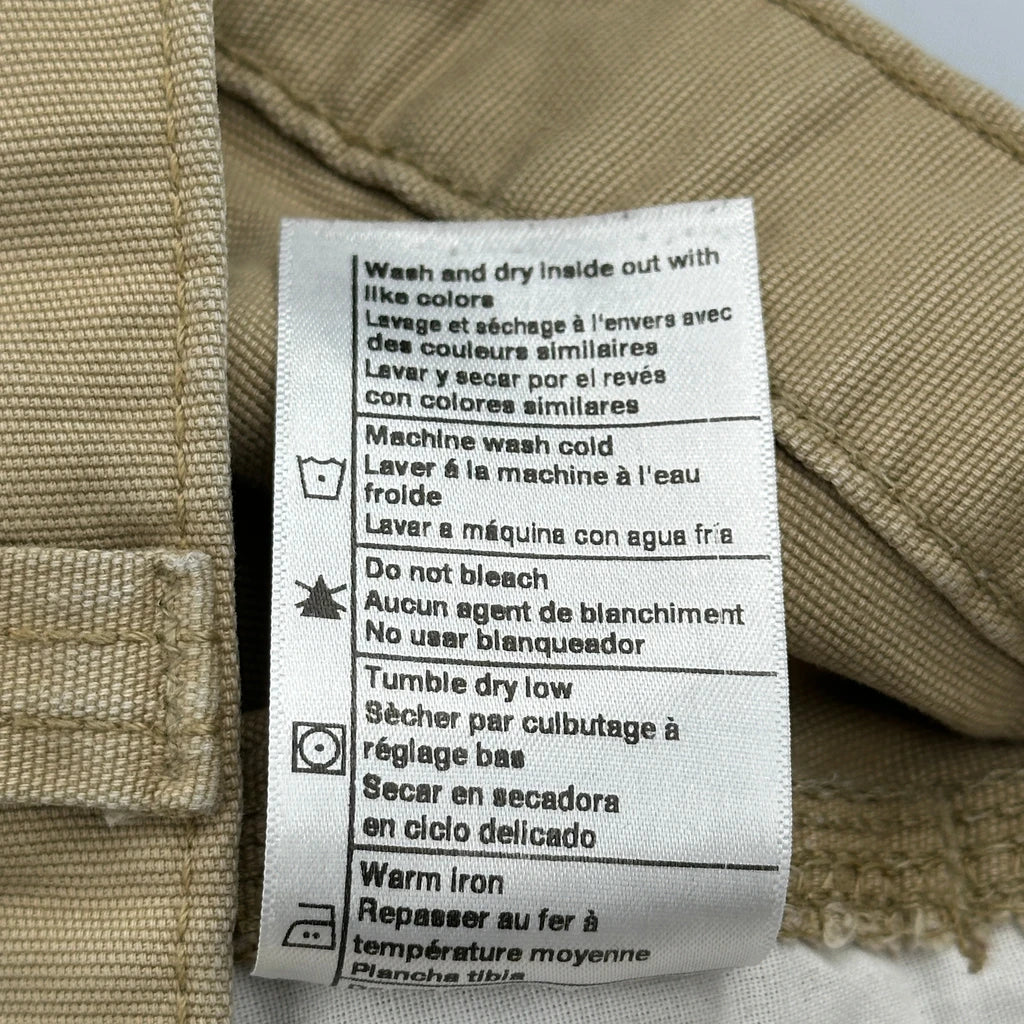 Wash and dry inside out with
like colors
Lavage et séchage à l'envers avec
des couleurs similaires
Lavar y secar por el revés
con colores similares
Machine wash cold
Laver á la machine à l'eau
froide
Lavar a máquina con agua fría
Do not bleach
Aucun agent de blanchiment
No usar blanqueador
Tumble dry low
Sècher par culbutage à
réglage bas
Secar en secadora
en ciclo delicado
Warm iron
Repasser au fer à
température moyenne
Plancha tibia